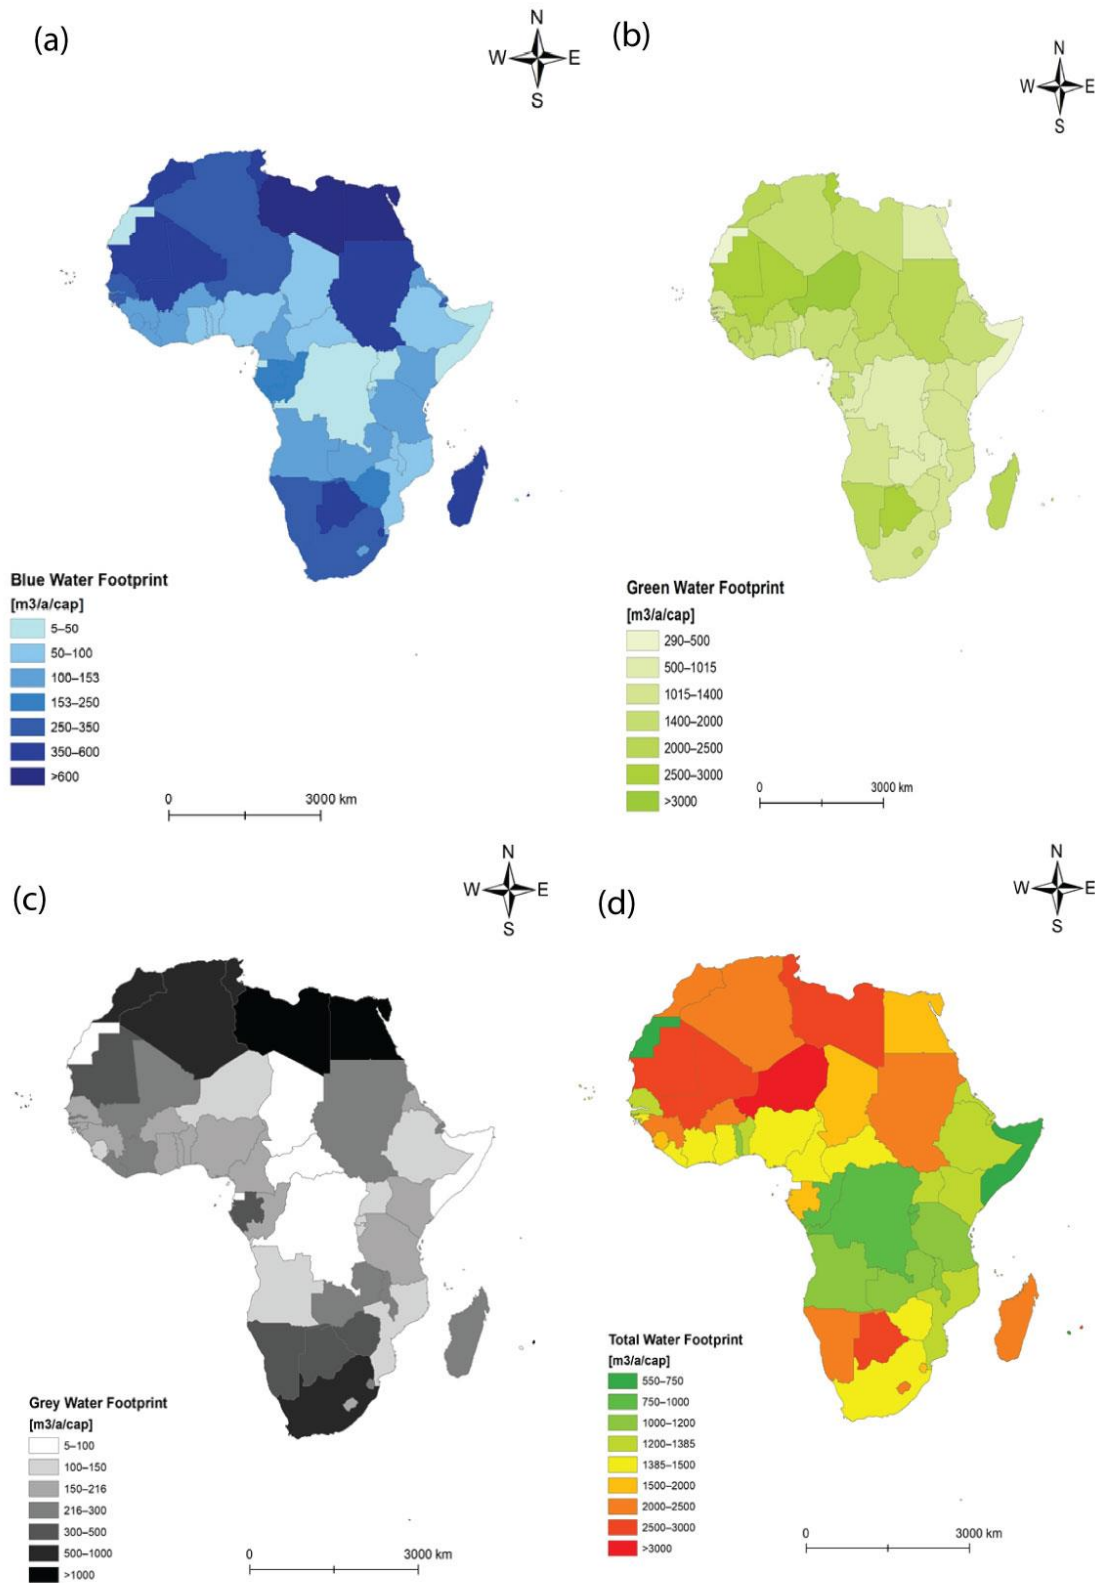 (a)
N
W E
S
Blue Water Footprint
[m3/a/cap]
5–50
50–100
100–153
153–250
250–350
350–600
>600
0 3000 km
(b)
N
W E
S
Green Water Footprint
[m3/a/cap]
290–500
500–1015
1015–1400
1400–2000
2000–2500
2500–3000
>3000
0 3000 km
(c)
N
W E
S
Grey Water Footprint
[m3/a/cap]
5–100
100–150
150–216
216–300
300–500
500–1000
>1000
0 3000 km
(d)
N
W E
S
Total Water Footprint
[m3/a/cap]
550–750
750–1000
1000–1200
1200–1385
1385–1500
1500–2000
2000–2500
2500–3000
>3000
0 3000 km